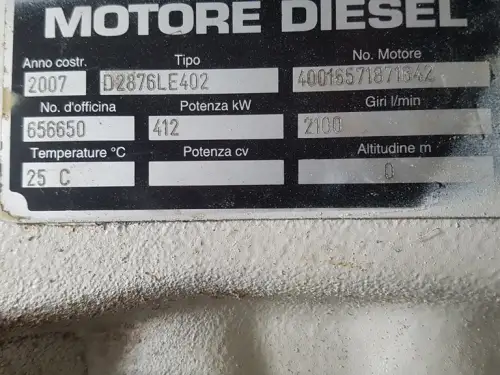 MOTORE DIESEL
Anno costr. Tipo No. Motore
2007 D2876LE402 40016571871642
No. d'officina Potenza kW Giri l/min
656650 412 2100
Temperature °C Potenza cv Altitudine m
25 C 0